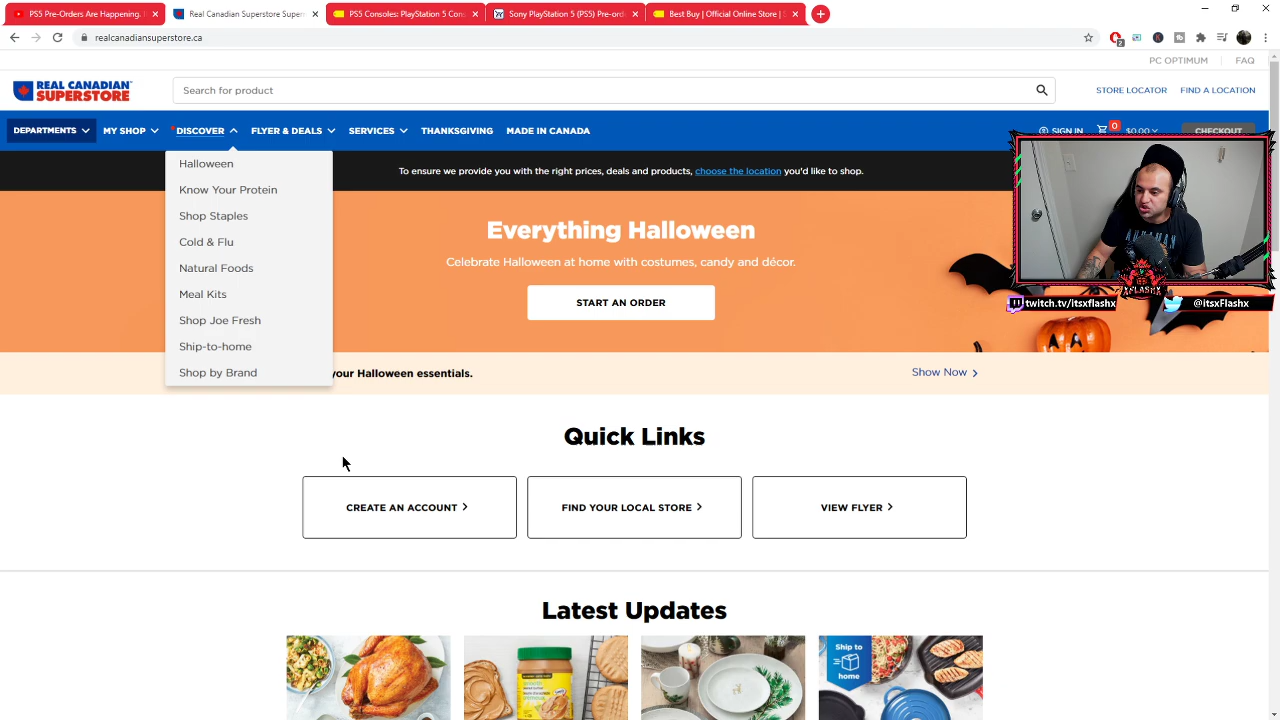 PS5 Pre-Orders Are Happening.
Real Canadian Superstore Super
PS5 Consoles: PlayStation 5 Con
Sony PlayStation 5 (PS5) Pre-ord
Best Buy | Official Online Store |
realcanadiansuperstore.ca
PC OPTIMUM
FAQ
REAL CANADIAN
SUPERSTORE
Search for product
STORE LOCATOR
FIND A LOCATION
DEPARTMENTS
MY SHOP
DISCOVER
FLYER & DEALS
SERVICES
THANKSGIVING
MADE IN CANADA
SIGN IN
0
$0.00
CHECKOUT
Halloween
Know Your Protein
Shop Staples
Cold & Flu
Natural Foods
Meal Kits
Shop Joe Fresh
Ship-to-home
Shop by Brand
To ensure we provide you with the right prices, deals and products, choose the location you'd like to shop.
Everything Halloween
Celebrate Halloween at home with costumes, candy and décor.
START AN ORDER
XFLASHX
twitch.tv/itsxflashx
@itsxFlashx
your Halloween essentials.
Show Now
Quick Links
CREATE AN ACCOUNT
FIND YOUR LOCAL STORE
VIEW FLYER
Latest Updates
Ship to
home